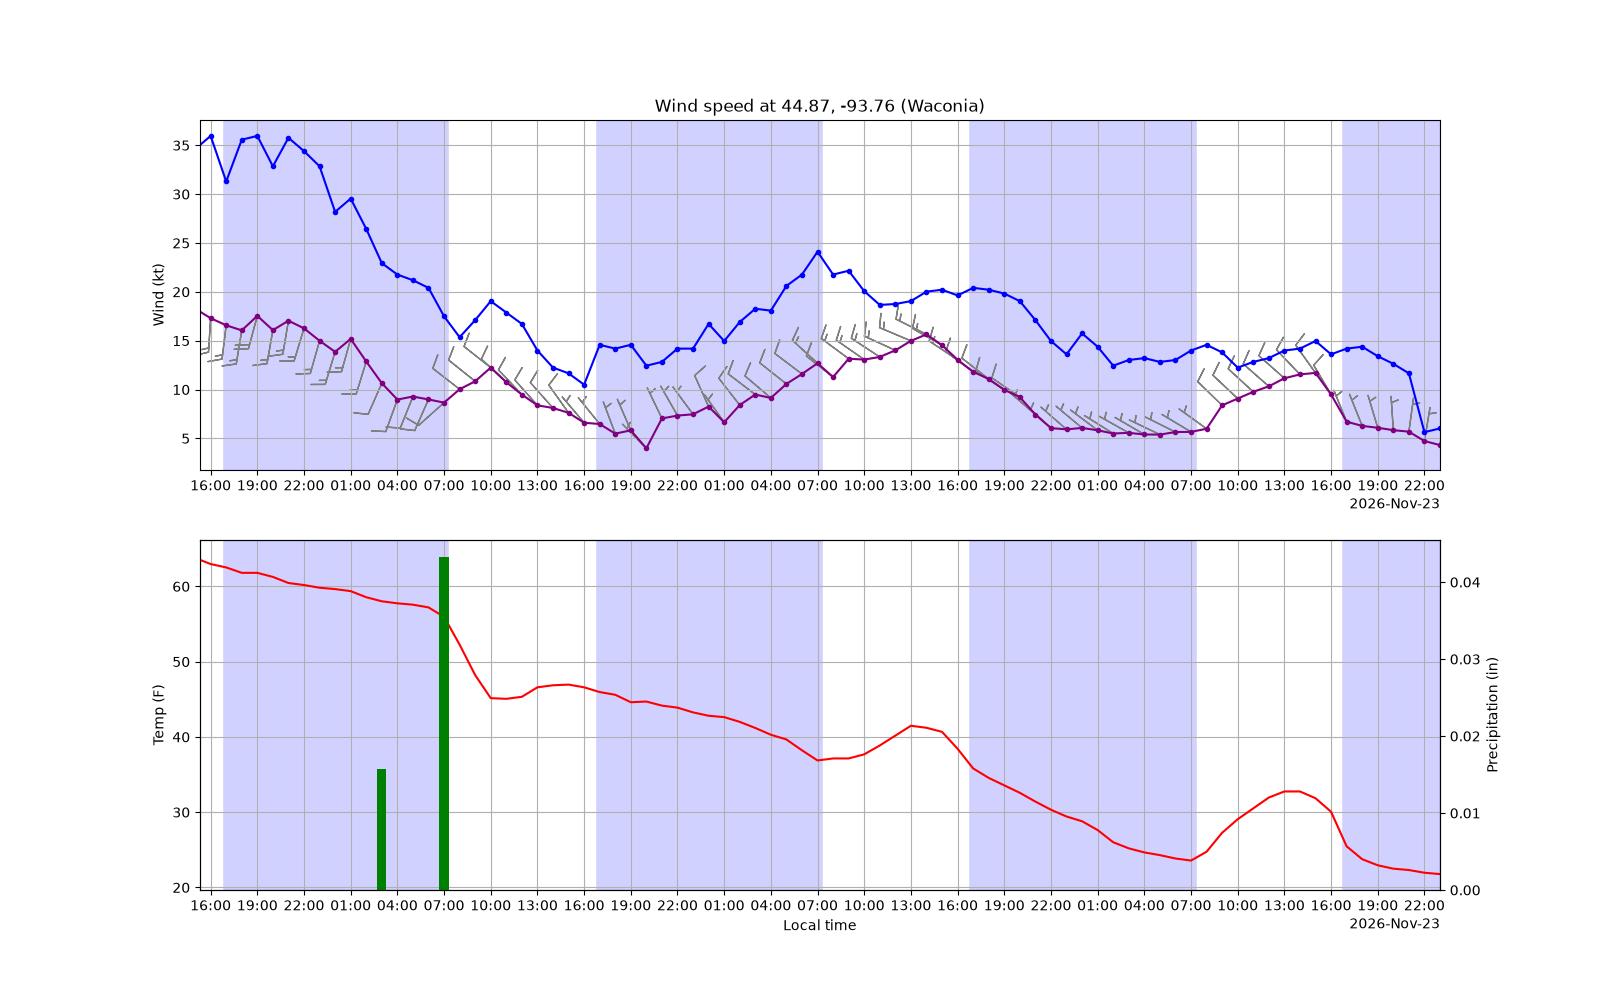 Wind speed at 44.87, -93.76 (Waconia)
35
30
25
20
15
10
5
Wind (kt)
16:00 19:00 22:00 01:00 04:00 07:00 10:00 13:00 16:00 19:00 22:00 01:00 04:00 07:00 10:00 13:00 16:00 19:00 22:00 01:00 04:00 07:00 10:00 13:00 16:00 19:00 22:00
2026-Nov-23
60
50
40
30
20
Temp (F)
0.04
0.03
0.02
0.01
0.00
Precipitation (in)
16:00 19:00 22:00 01:00 04:00 07:00 10:00 13:00 16:00 19:00 22:00 01:00 04:00 07:00 10:00 13:00 16:00 19:00 22:00 01:00 04:00 07:00 10:00 13:00 16:00 19:00 22:00
Local time
2026-Nov-23